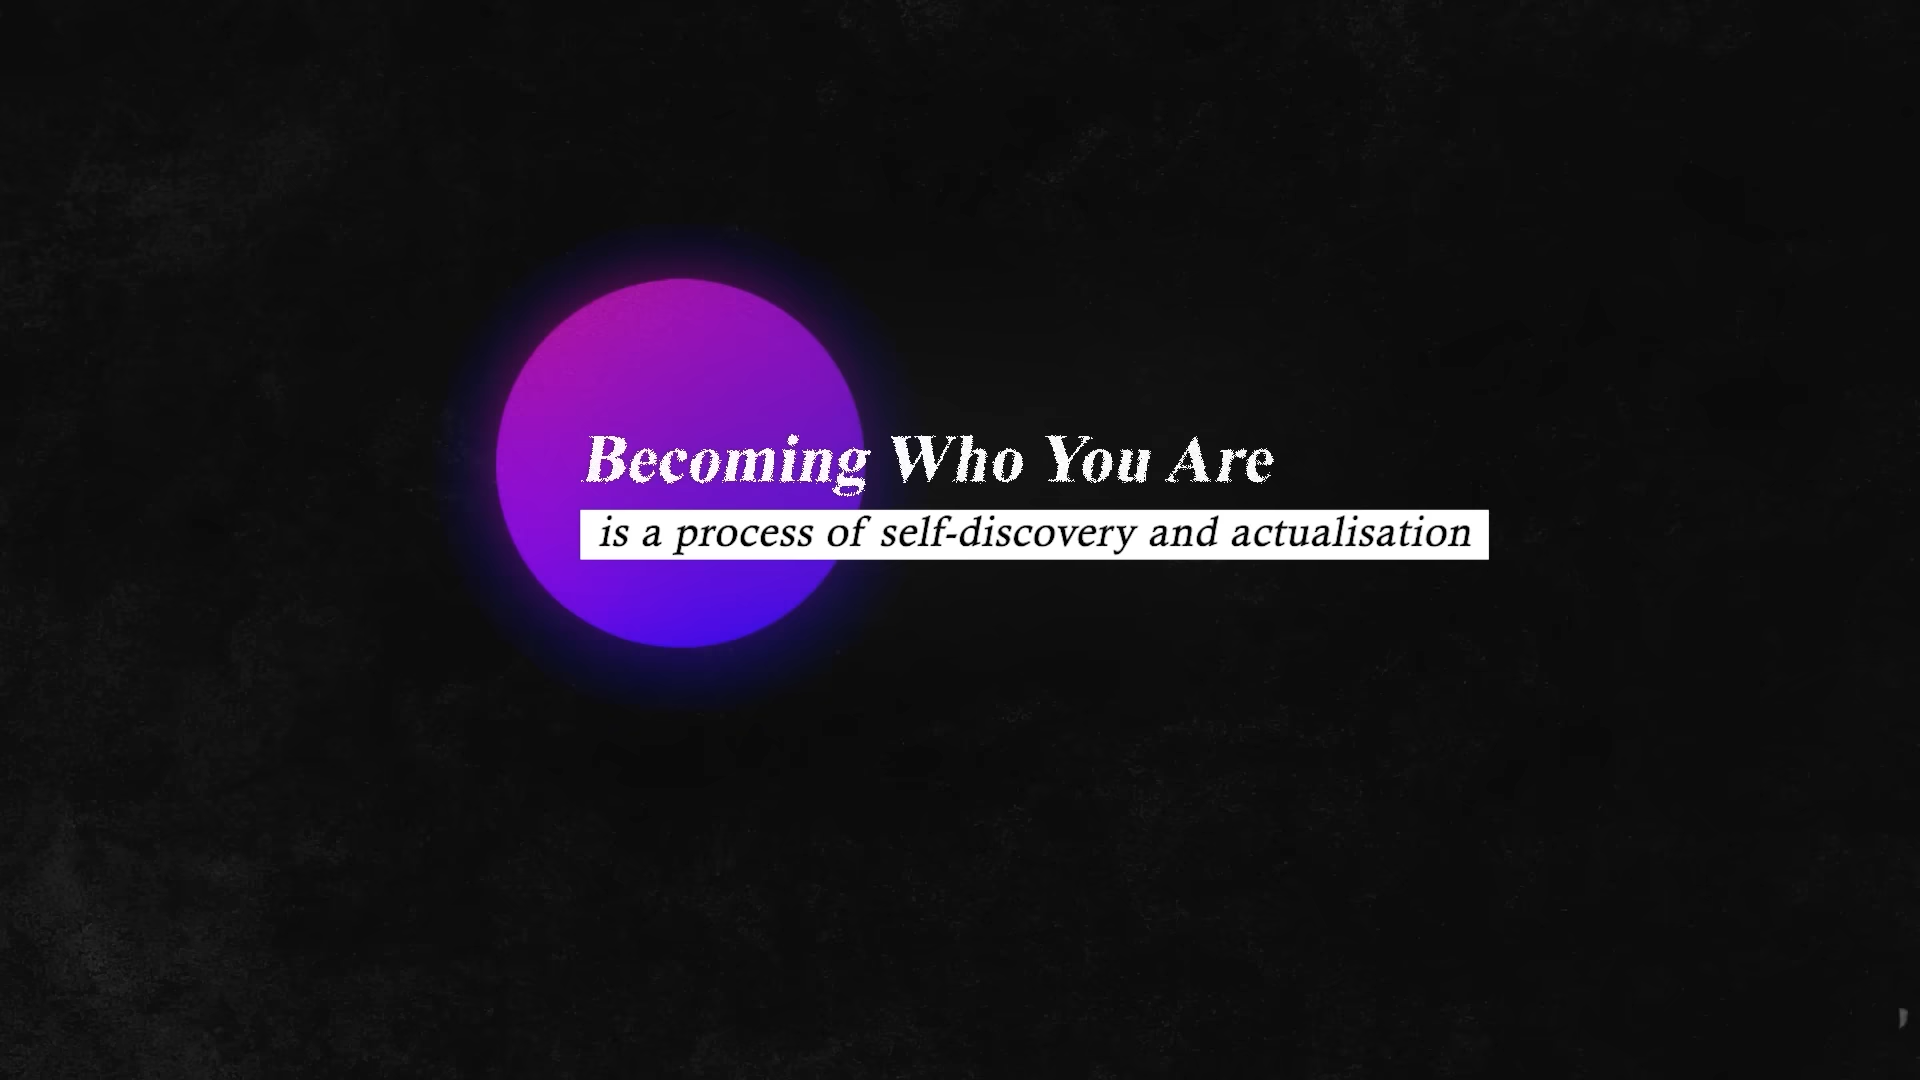 Becoming Who You Are
is a process of self-discovery and actualisation